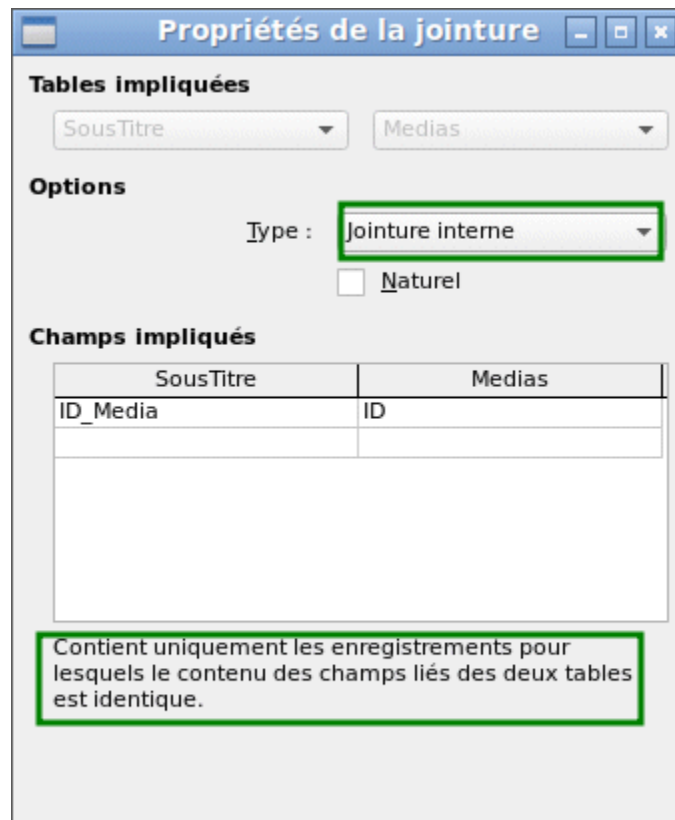 Propriétés de la jointure
Tables impliquées
SousTitre Medias
Options
Type : Jointure interne
Naturel
Champs impliqués
SousTitre Medias
ID_Media ID
Contient uniquement les enregistrements pour
lesquels le contenu des champs liés des deux tables
est identique.